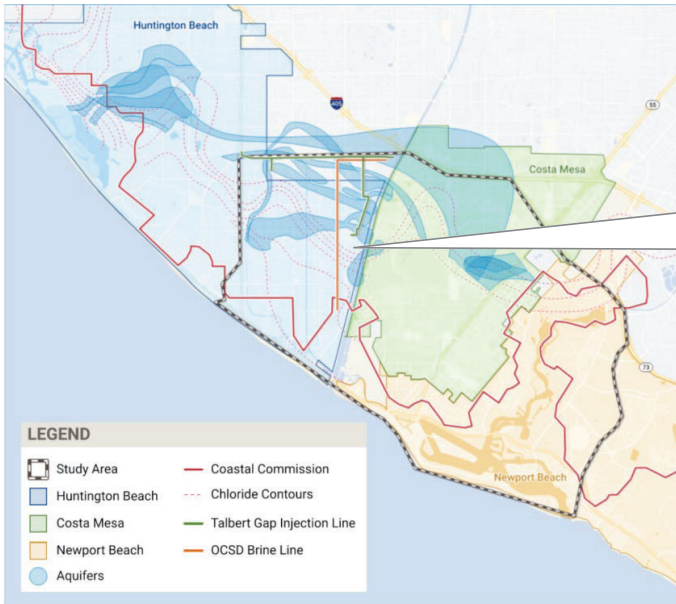 Huntington Beach
405
55
Costa Mesa
73
Newport Beach
LEGEND
Study Area
Huntington Beach
Costa Mesa
Newport Beach
Aquifers
Coastal Commission
Chloride Contours
Talbert Gap Injection Line
OCSD Brine Line